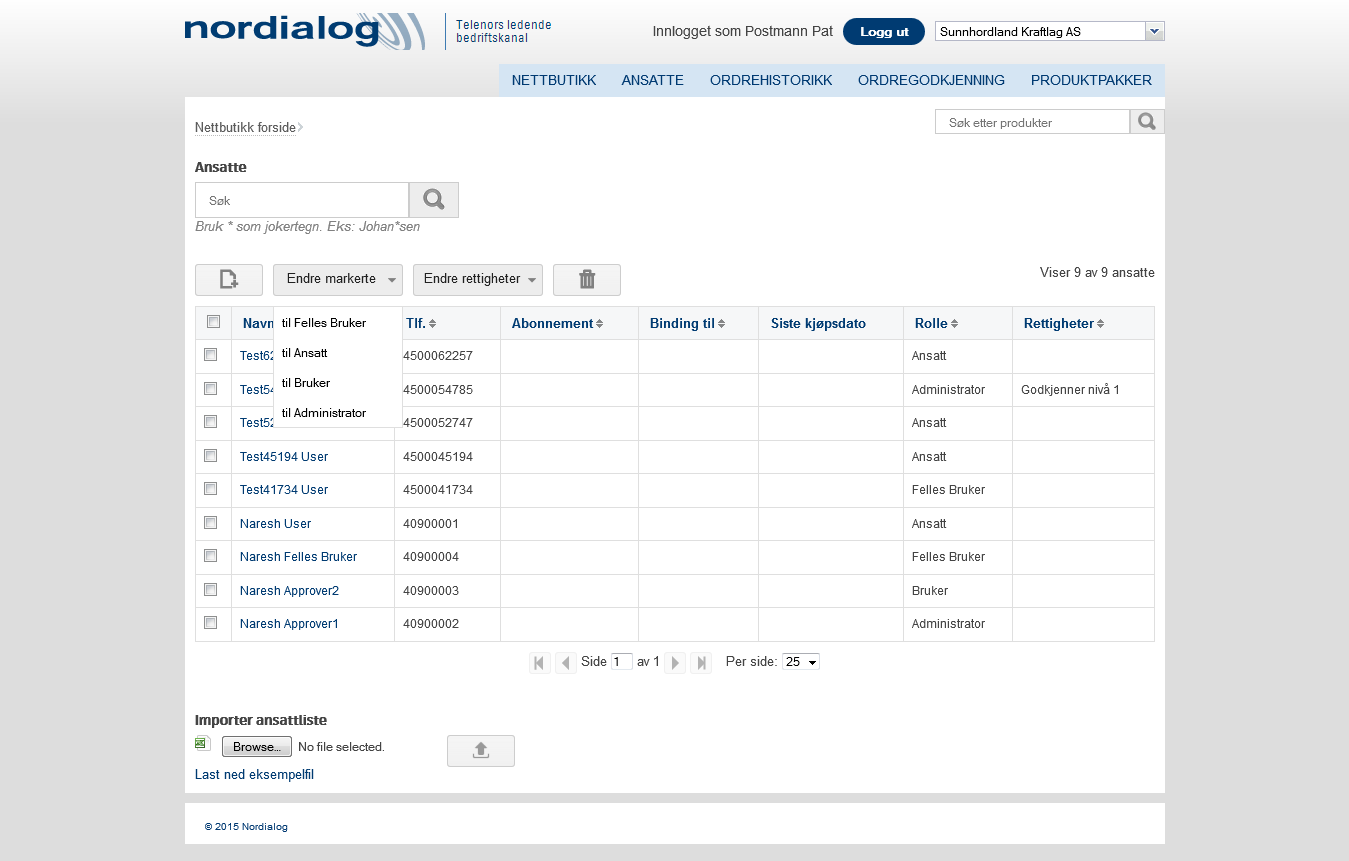 nordialog
Telenors ledende
bedriftskanal
Innlogget som Postmann Pat
Logg ut
Sunnhordland Kraftlag AS
NETTBUTIKK ANSATTE ORDREHISTORIKK ORDREGODKJENNING PRODUKTPAKKER
Nettbutikk forside
Søk etter produkter
Ansatte
Søk
Bruk * som jokertegn. Eks: Johan*sen
Endre markerte Endre rettigheter
Viser 9 av 9 ansatte
Navn Tlf. Abonnement Binding til Siste kjøpsdato Rolle Rettigheter
til Felles Bruker
til Ansatt
til Bruker
til Administrator
Test62 4500062257 Ansatt
Test54 4500054785 Administrator Godkjenner nivå 1
Test52 4500052747 Ansatt
Test45194 User 4500045194 Ansatt
Test41734 User 4500041734 Felles Bruker
Naresh User 40900001 Ansatt
Naresh Felles Bruker 40900004 Felles Bruker
Naresh Approver2 40900003 Bruker
Naresh Approver1 40900002 Administrator
Side 1 av 1 Per side: 25
Importer ansattliste
Browse... No file selected.
Last ned eksempelfil
© 2015 Nordialog